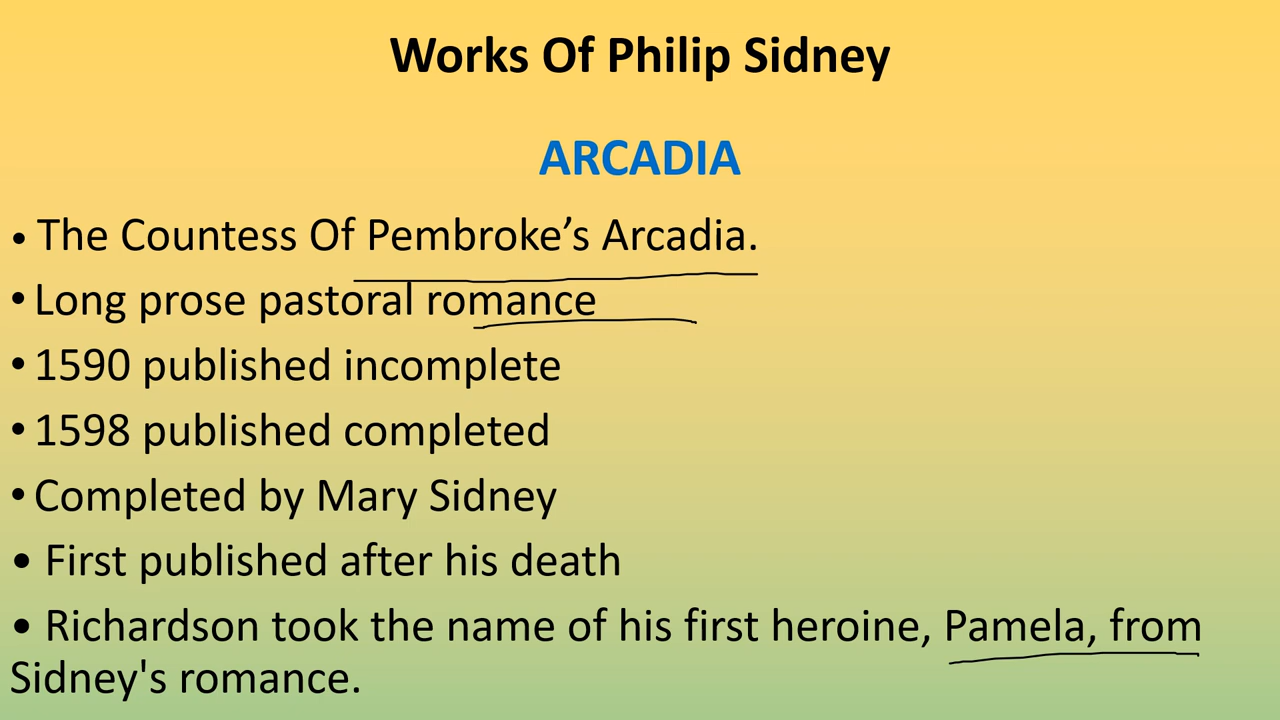 Works Of Philip Sidney
ARCADIA
• The Countess Of Pembroke’s Arcadia.
• Long prose pastoral romance
• 1590 published incomplete
• 1598 published completed
• Completed by Mary Sidney
• First published after his death
• Richardson took the name of his first heroine, Pamela, from
Sidney's romance.